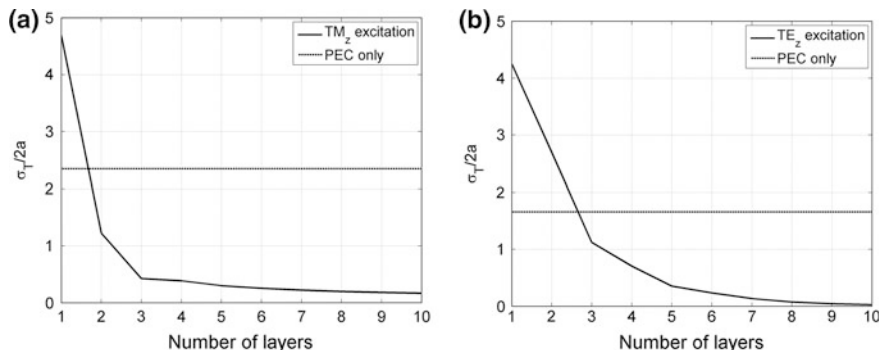 (a)
5
4
3
2
1
0
σT/2a
TMz excitation
PEC only
1 2 3 4 5 6 7 8 9 10
Number of layers
(b)
5
4
3
2
1
0
σT/2a
TEz excitation
PEC only
1 2 3 4 5 6 7 8 9 10
Number of layers